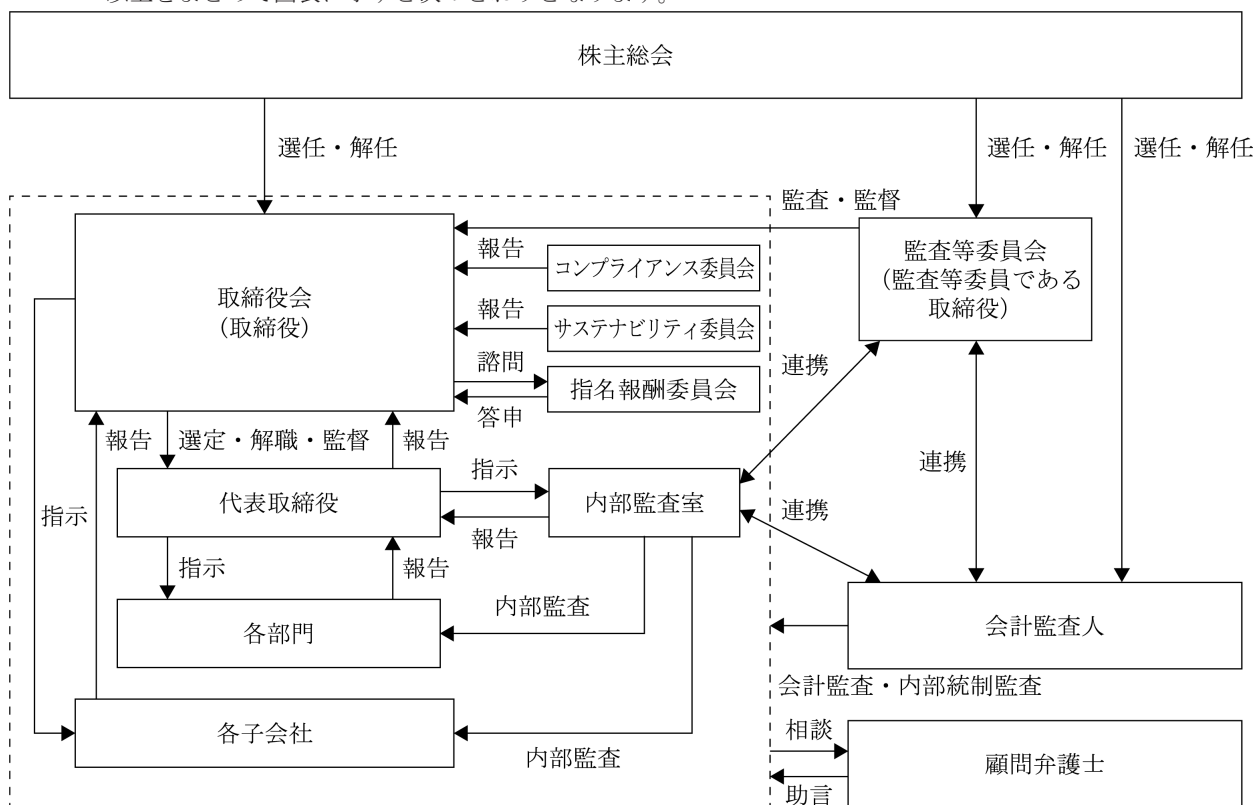 株主総会
選任・解任
選任・解任
選任・解任
監査・監督
報告
コンプライアンス委員会
監査等委員会
(監査等委員である
取締役)
取締役会
(取締役)
報告
サステナビリティ委員会
諮問
指名報酬委員会
答申
連携
報告
選定・解職・監督
報告
代表取締役
指示
内部監査室
連携
指示
報告
連携
指示
報告
各部門
内部監査
会計監査人
会計監査・内部統制監査
各子会社
内部監査
相談
顧問弁護士
助言